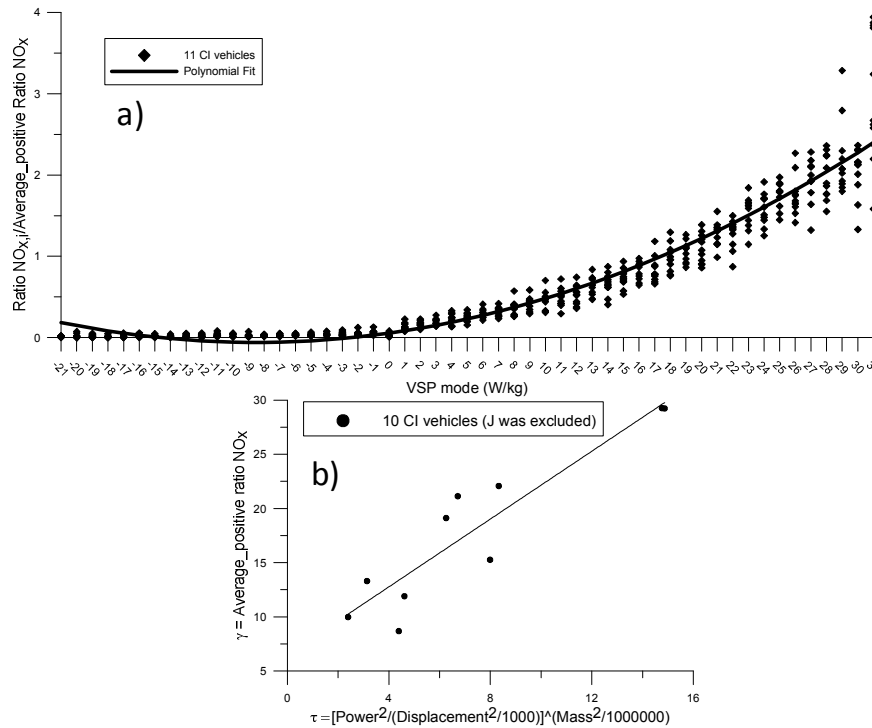 4
3
2
1
0
Ratio NOx,i/Average_positive Ratio NOx
11 CI vehicles
Polynomial Fit
a)
-21 -20 -19 -18 -17 -16 -15 -14 -13 -12 -11 -10 -9 -8 -7 -6 -5 -4 -3 -2 -1 0 1 2 3 4 5 6 7 8 9 10 11 12 13 14 15 16 17 18 19 20 21 22 23 24 25 26 27 28 29 30
VSP mode (W/kg)
30
25
20
15
10
5
γ = Average_positive ratio NOx
10 CI vehicles (J was excluded)
b)
0 4 8 12 16
τ =[Power2/(Displacement2/1000)]^(Mass2/1000000)